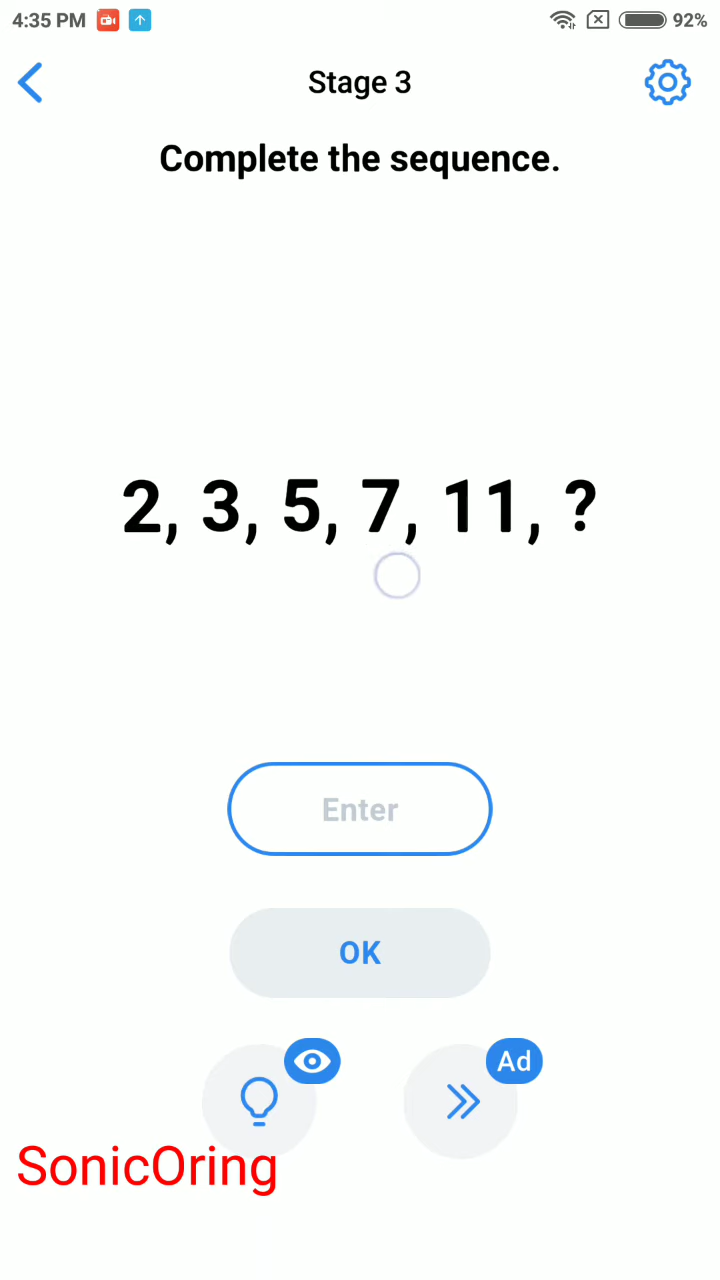 4:35 PM 92%
Stage 3
Complete the sequence.
2, 3, 5, 7, 11, ?
Enter
OK
Ad
SonicOring